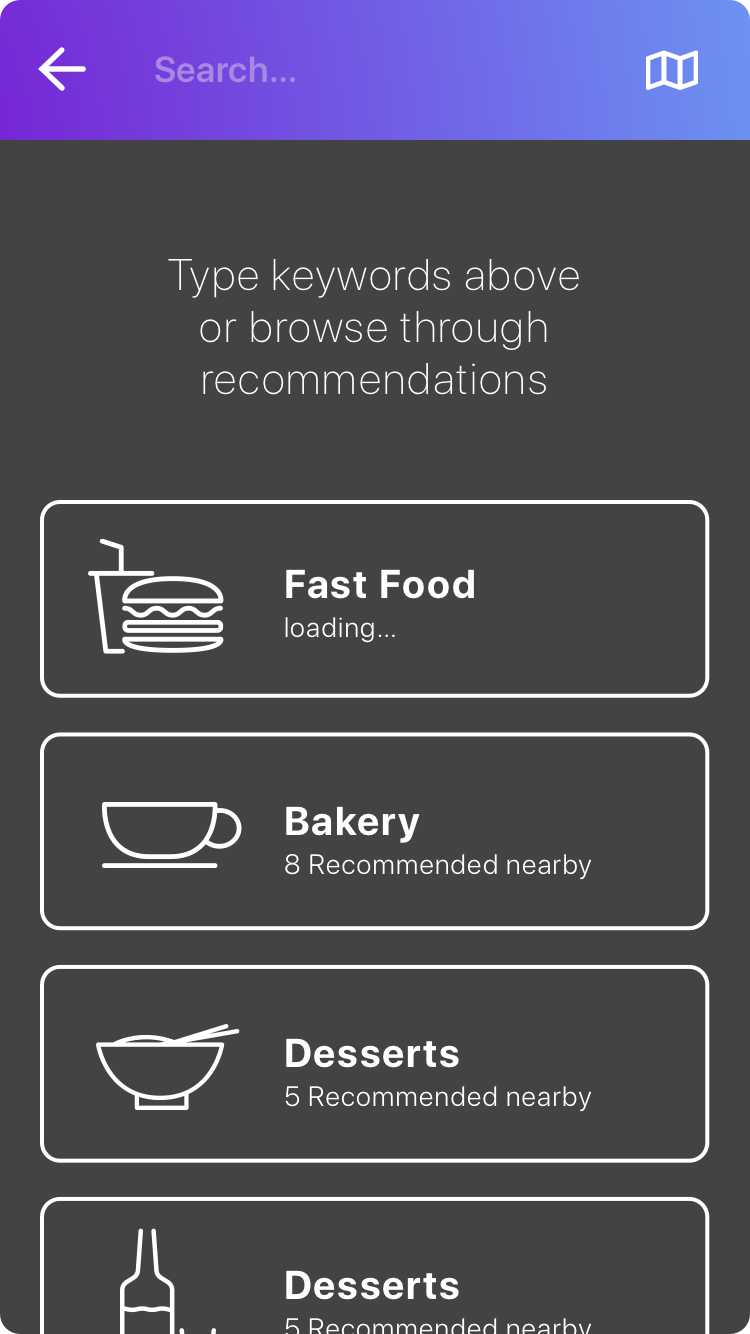 Search...
Type keywords above
or browse through
recommendations
Fast Food
loading...
Bakery
8 Recommended nearby
Desserts
5 Recommended nearby
Desserts
5 Recommended nearby